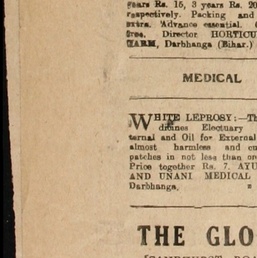 years Rs. 15, 3 years Rs. 20
respectively. Packing and
extra. Advance essential.
free. Director HORTICU
FARM, Darbhanga (Bihar.)
MEDICAL
WHITE LEPROSY:—Th
dicines Electuary
ternal and Oil for External
almost harmless and cu
patches in not less than or
Price together Rs. 7. AYU
AND UNANI MEDICAL
Darbhanga.
THE GLO